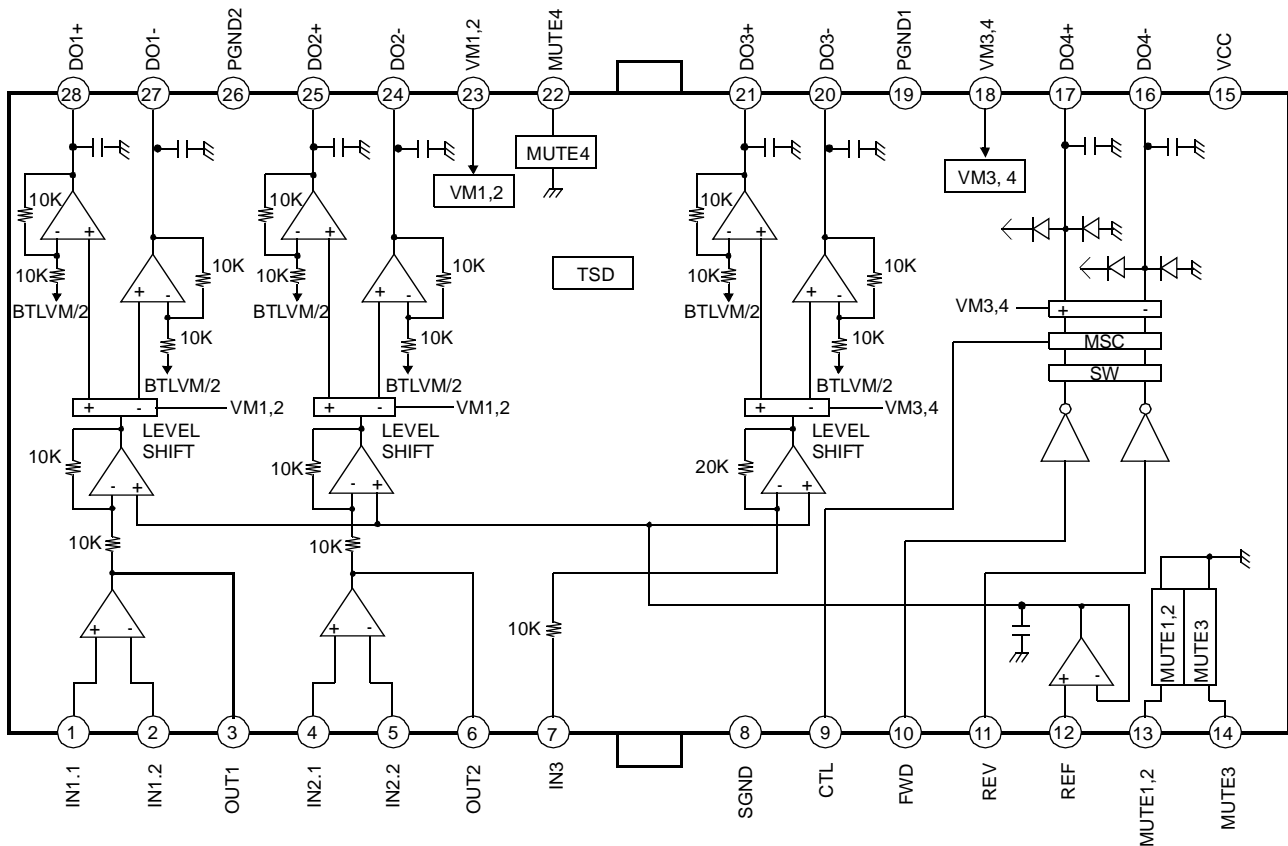 DO1+
DO1-
PGND2
DO2+
DO2-
VM1,2
MUTE4
DO3+
DO3-
PGND1
VM3,4
DO4+
DO4-
VCC
28
27
26
25
24
23
22
21
20
19
18
17
16
15
MUTE4
VM1,2
VM3, 4
10K
- +
10K
- +
10K
- +
10K
BTLVM/2
10K
BTLVM/2
10K
BTLVM/2
+ -
10K
10K
BTLVM/2
+ -
10K
10K
BTLVM/2
+ -
10K
10K
BTLVM/2
TSD
VM3,4
+ -
MSC
SW
+ -
VM1,2
LEVEL
SHIFT
+ -
VM1,2
LEVEL
SHIFT
+ -
VM3,4
LEVEL
SHIFT
10K
- +
10K
- +
20K
- +
10K
10K
10K
+ -
+ -
+ -
MUTE1,2
MUTE3
1
2
3
4
5
6
7
8
9
10
11
12
13
14
IN1.1
IN1.2
OUT1
IN2.1
IN2.2
OUT2
IN3
SGND
CTL
FWD
REV
REF
MUTE1,2
MUTE3